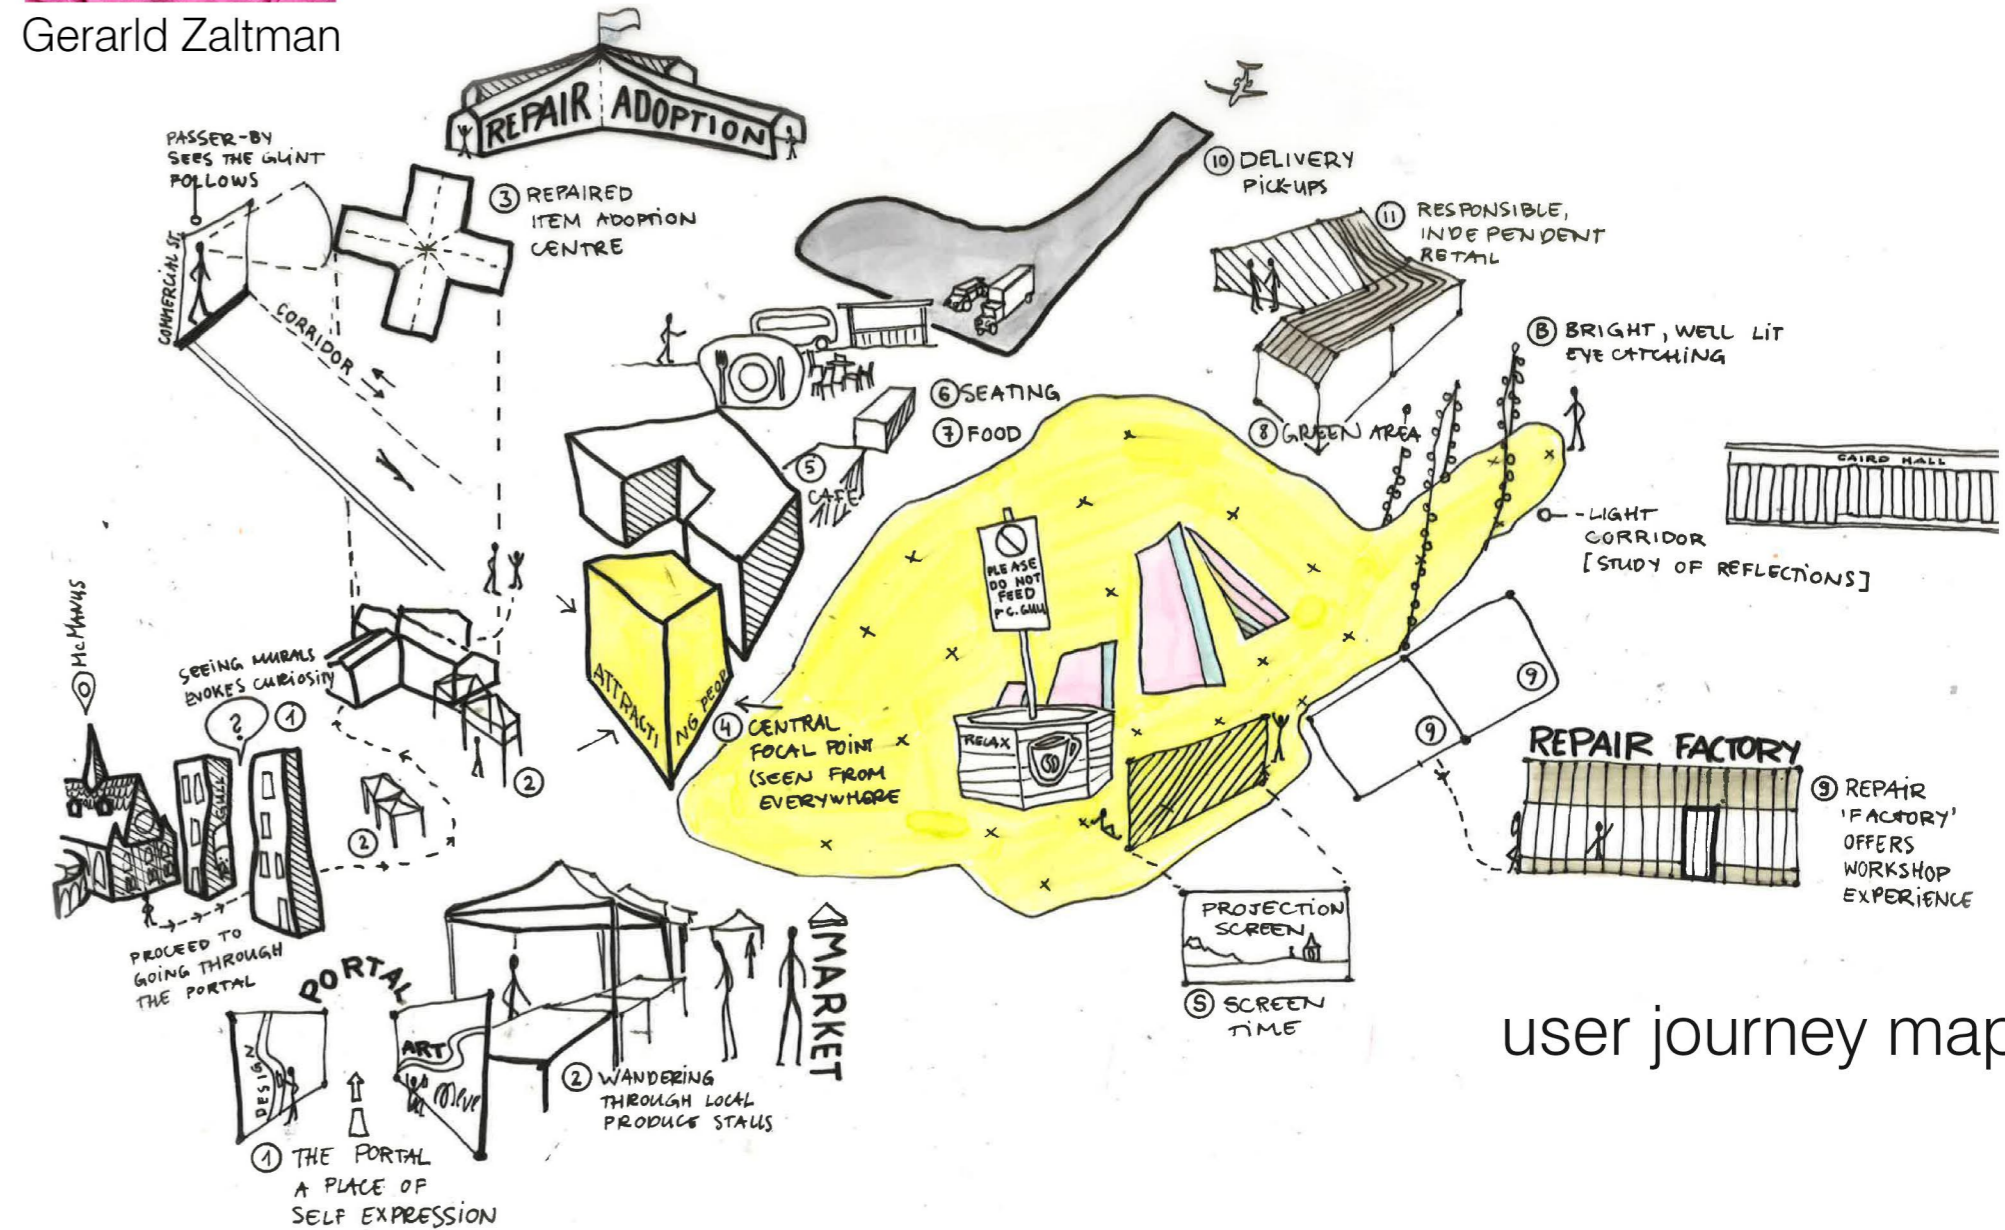 Gerarld Zaltman
REPAIR ADOPTION
PASSER-BY
SEES THE GLINT
FOLLOWS
COMMERCIAL ST.
CORRIDOR
③ REPAIRED
ITEM ADOPTION
CENTRE
⑩ DELIVERY
PICK-UPS
⑪ RESPONSIBLE,
INDEPENDENT
RETAIL
Ⓑ BRIGHT, WELL LIT
EYE CATCHING
⑥ SEATING
⑦ FOOD
⑤
CAFE
⑧ GREEN AREA
CAIRD HALL
LIGHT
CORRIDOR
[STUDY OF REFLECTIONS]
PLEASE
DO NOT
FEED
McMANUS
SEEING MURALS
EVOKES CURIOSITY
?
①
②
②
ATTRACTING PEOP
④ CENTRAL
FOCAL POINT
(SEEN FROM
EVERYWHERE
RELAX
⑨
⑨
REPAIR FACTORY
⑨ REPAIR
'FACTORY'
OFFERS
WORKSHOP
EXPERIENCE
PROCEED TO
GOING THROUGH
THE PORTAL
PORTAL
DESIGN
ART
MARKET
② WANDERING
THROUGH LOCAL
PRODUCE STALLS
① THE PORTAL
A PLACE OF
SELF EXPRESSION
PROJECTION
SCREEN
Ⓢ SCREEN
TIME
user journey map